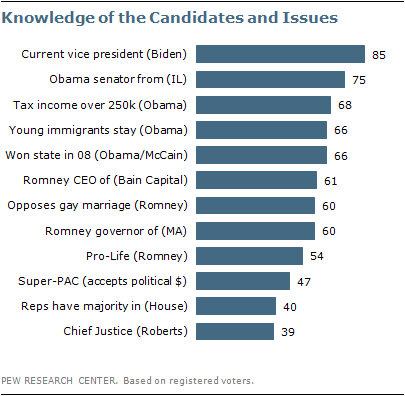 Knowledge of the Candidates and Issues
Current vice president (Biden) 85
Obama senator from (IL) 75
Tax income over 250k (Obama) 68
Young immigrants stay (Obama) 66
Won state in 08 (Obama/McCain) 66
Romney CEO of (Bain Capital) 61
Opposes gay marriage (Romney) 60
Romney governor of (MA) 60
Pro-Life (Romney) 54
Super-PAC (accepts political $) 47
Reps have majority in (House) 40
Chief Justice (Roberts) 39
PEW RESEARCH CENTER. Based on registered voters.